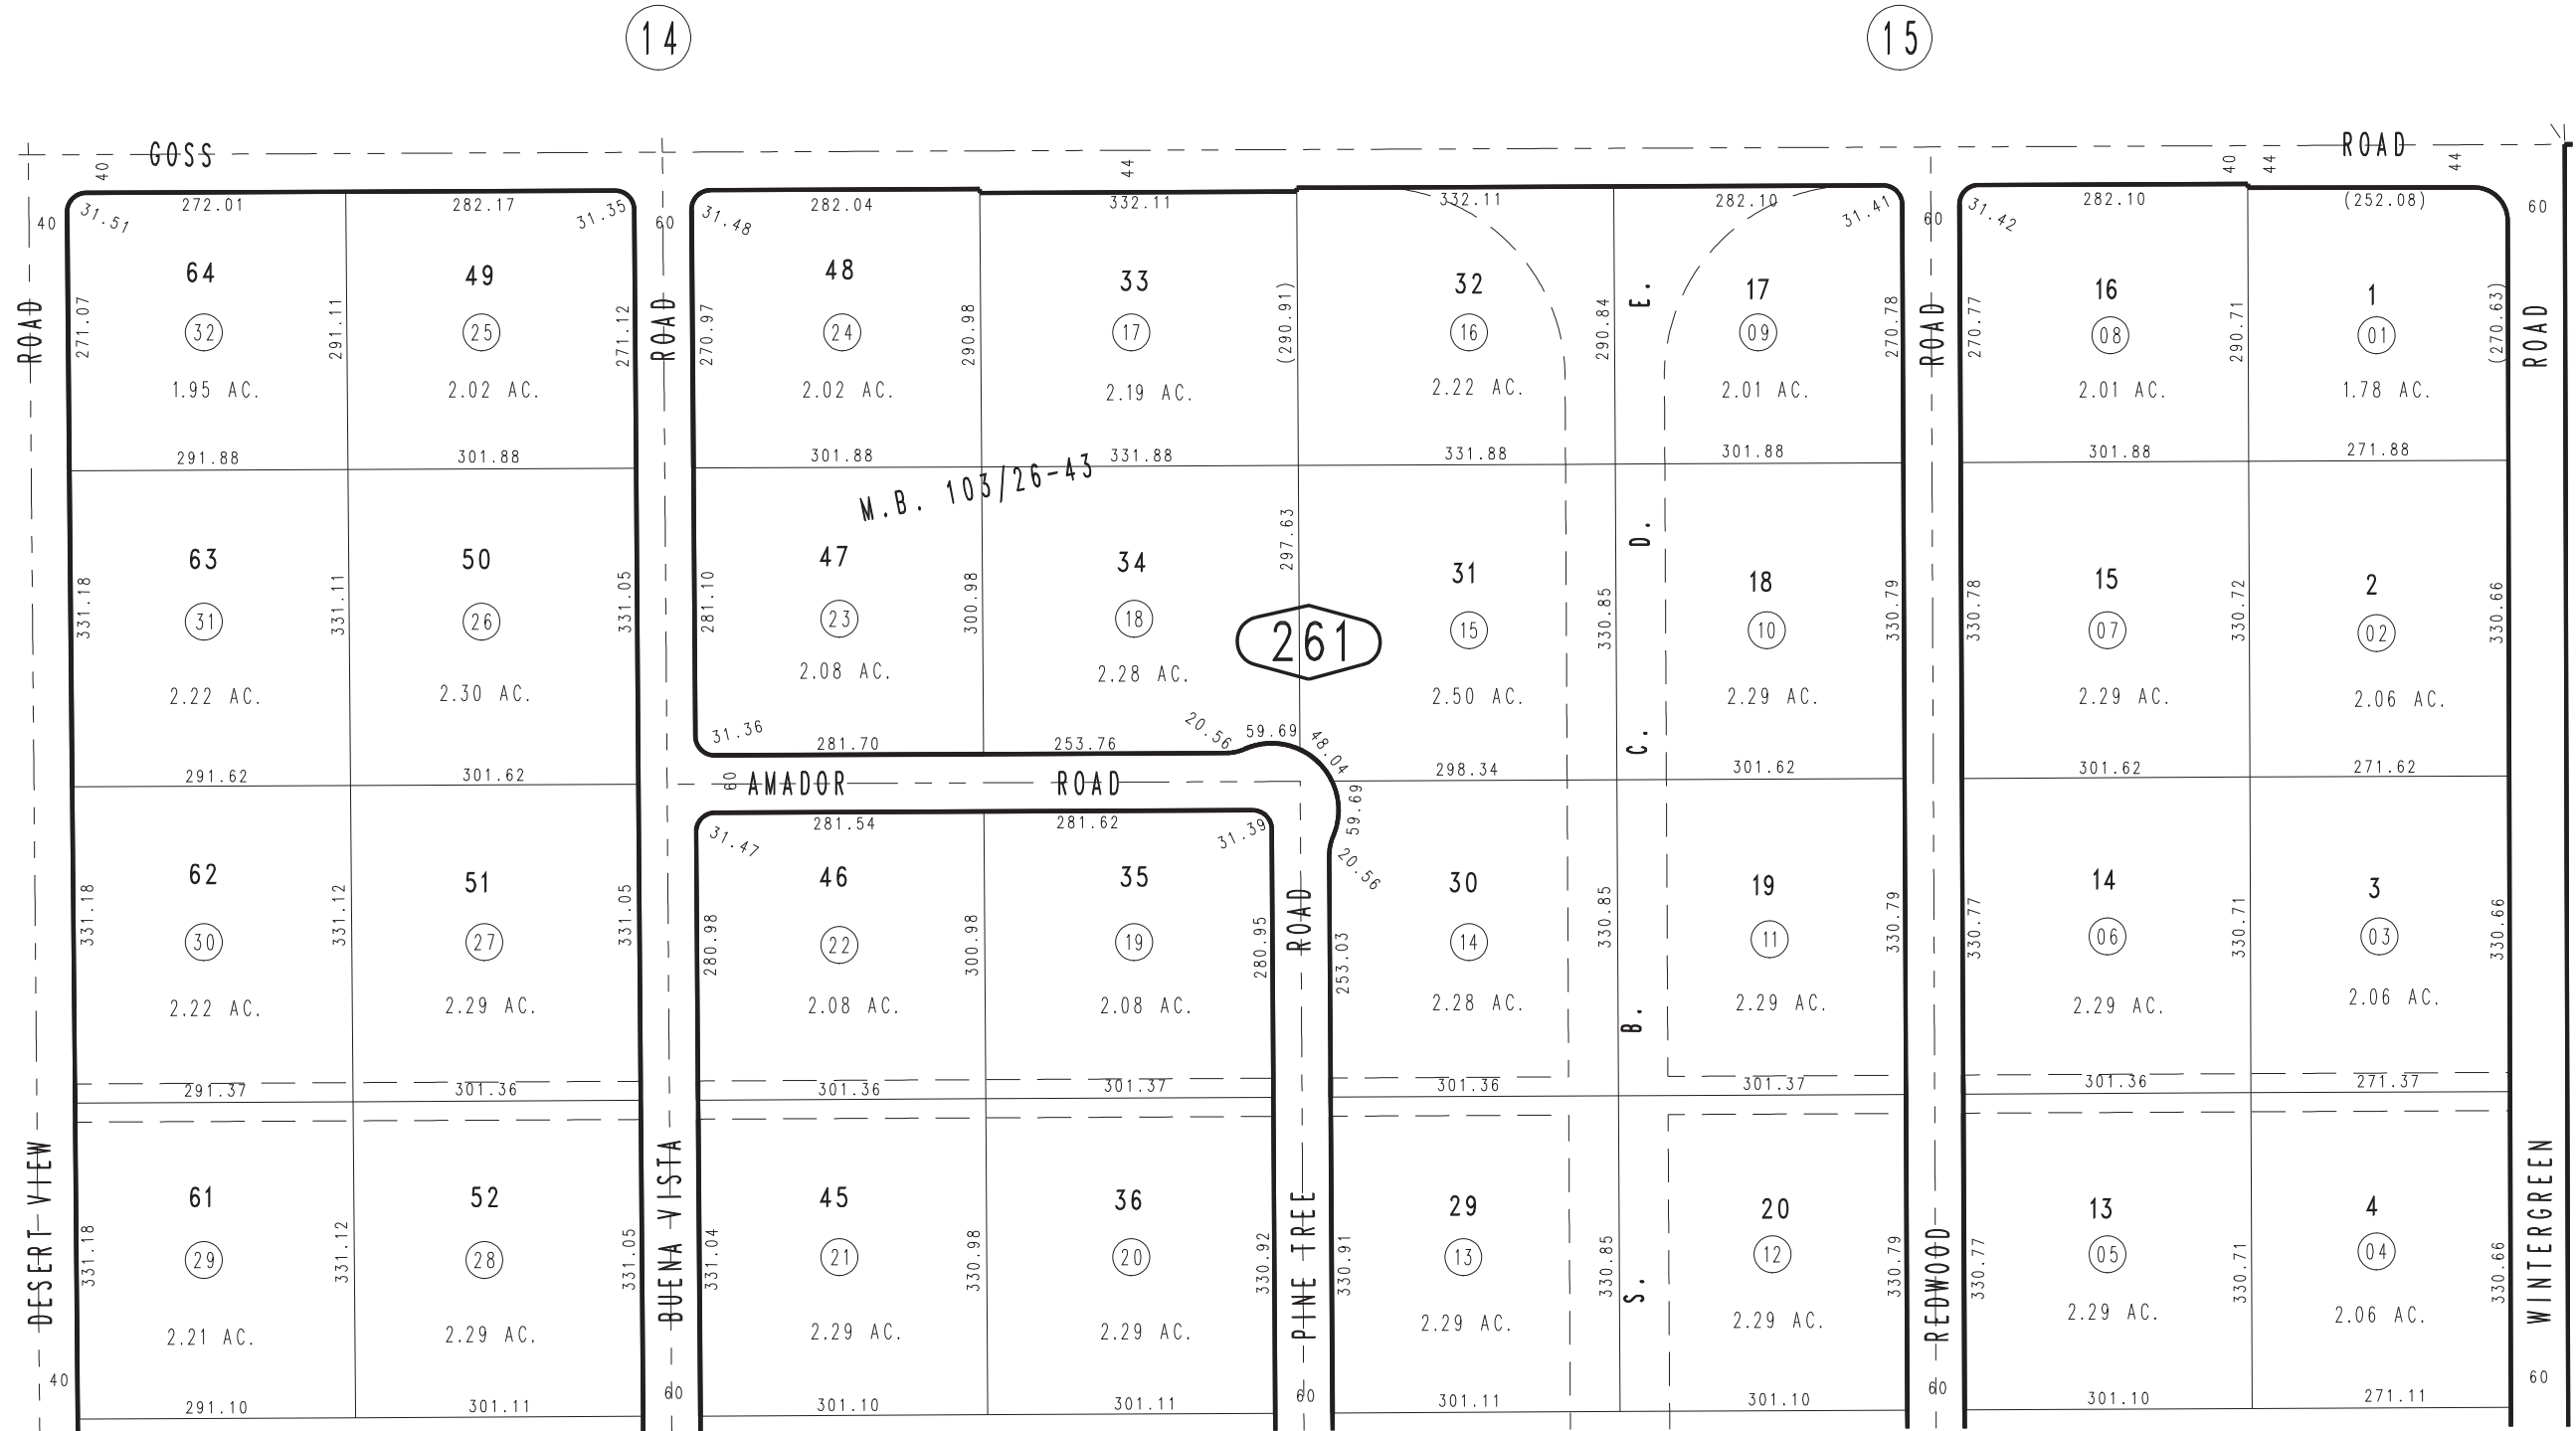 14 15
GOSS ROAD
40 44 40 44 44
40 31.51 272.01 282.17 31.35 60 31.48 282.04 332.11 332.11 282.10 31.41 60 31.42 282.10 (252.08) 60
64 49 48 33 32 17 16 1
ROAD 271.07 32 291.11 25 271.12 ROAD 270.97 24 290.98 17 (290.91) 16 290.84 E. 09 270.78 ROAD 270.77 08 290.71 01 (270.63) ROAD
1.95 AC. 2.02 AC. 2.02 AC. 2.19 AC. 2.22 AC. 2.01 AC. 2.01 AC. 1.78 AC.
291.88 301.88 301.88 331.88 331.88 301.88 301.88 271.88
M.B. 103/26-43
63 50 47 34 297.63 31 D. 18 15 2
331.18 31 331.11 26 331.05 281.10 23 300.98 18 261 15 330.85 10 330.79 330.78 07 330.72 02 330.66
2.22 AC. 2.30 AC. 2.08 AC. 2.28 AC. 2.50 AC. 2.29 AC. 2.29 AC. 2.06 AC.
31.36 281.70 253.76 20.56 59.69 48.04 C.
291.62 301.62 298.34 301.62 301.62 271.62
60 AMADOR ROAD
31.47 281.54 281.62 31.39 59.69 20.56
62 51 46 35 30 19 14 3
331.18 30 331.12 27 331.05 280.98 22 300.98 19 280.95 ROAD 253.03 14 330.85 11 330.79 330.77 06 330.71 03 330.66
2.22 AC. 2.29 AC. 2.08 AC. 2.08 AC. 2.28 AC. B. 2.29 AC. 2.29 AC. 2.06 AC.
291.37 301.36 301.36 301.37 301.36 301.37 301.36 271.37
61 52 45 36 29 20 13 4
DESERT VIEW 331.18 29 331.12 28 331.05 BUENA VISTA 331.04 21 330.98 20 330.92 PINE TREE 330.91 13 330.85 S. 12 330.79 REDWOOD 330.77 05 330.71 04 330.66 WINTERGREEN
2.21 AC. 2.29 AC. 2.29 AC. 2.29 AC. 2.29 AC. 2.29 AC. 2.29 AC. 2.06 AC.
40 60 60 60 60
291.10 301.11 301.10 301.11 301.11 301.10 301.10 271.11